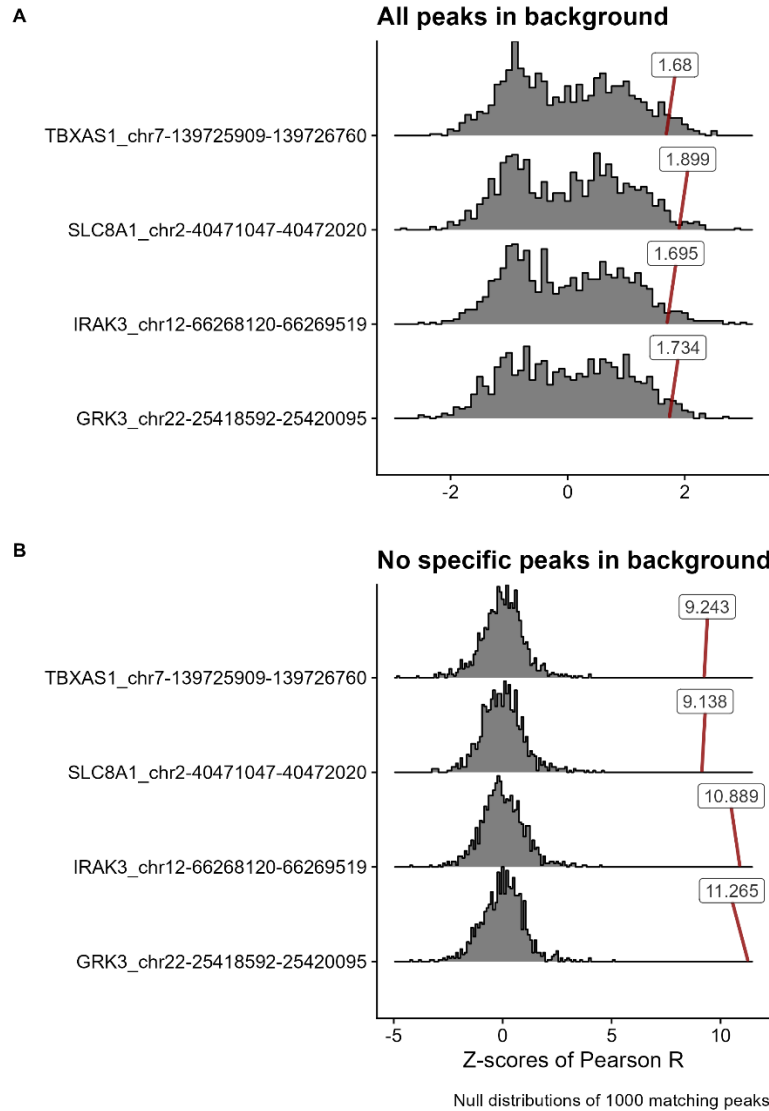 A
All peaks in background
1.68
TBXAS1_chr7-139725909-139726760
1.899
SLC8A1_chr2-40471047-40472020
1.695
IRAK3_chr12-66268120-66269519
1.734
GRK3_chr22-25418592-25420095
-2 0 2
B
No specific peaks in background
9.243
TBXAS1_chr7-139725909-139726760
9.138
SLC8A1_chr2-40471047-40472020
10.889
IRAK3_chr12-66268120-66269519
11.265
GRK3_chr22-25418592-25420095
-5 0 5 10
Z-scores of Pearson R
Null distributions of 1000 matching peaks